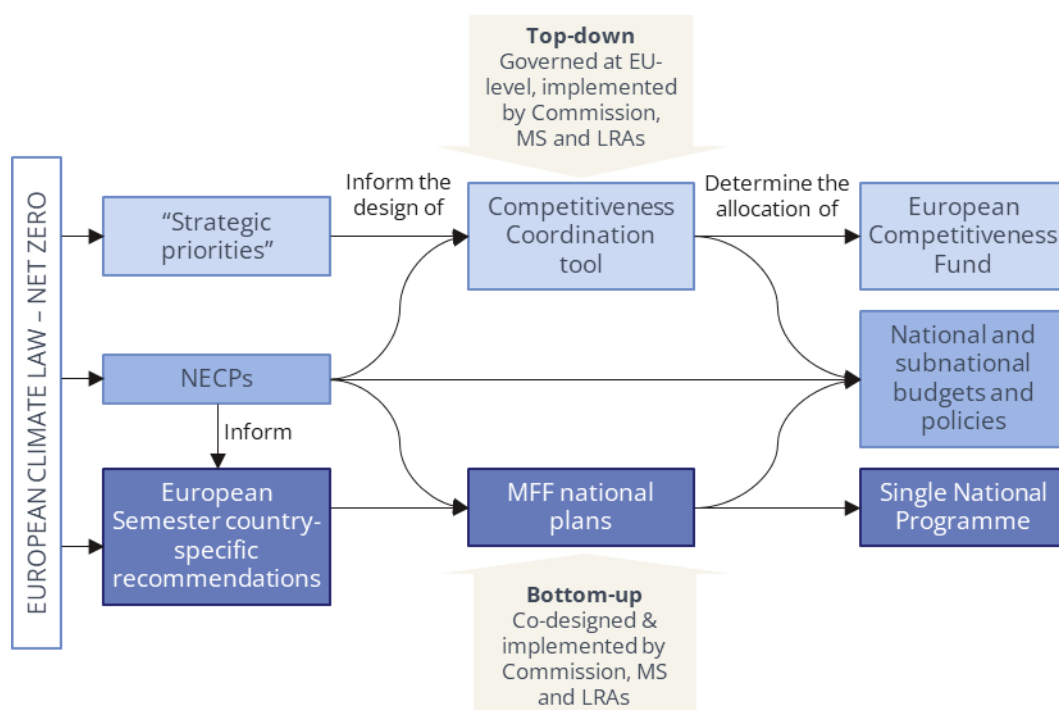 Top-down
Governed at EU-
level, implemented
by Commission,
MS and LRAs
EUROPEAN CLIMATE LAW – NET ZERO
“Strategic
priorities”
Inform the
design of
Competitiveness
Coordination
tool
Determine the
allocation of
European
Competitiveness
Fund
NECPs
National and
subnational
budgets and
policies
Inform
European
Semester country-
specific
recommendations
MFF national
plans
Single National
Programme
Bottom-up
Co-designed &
implemented by
Commission, MS
and LRAs